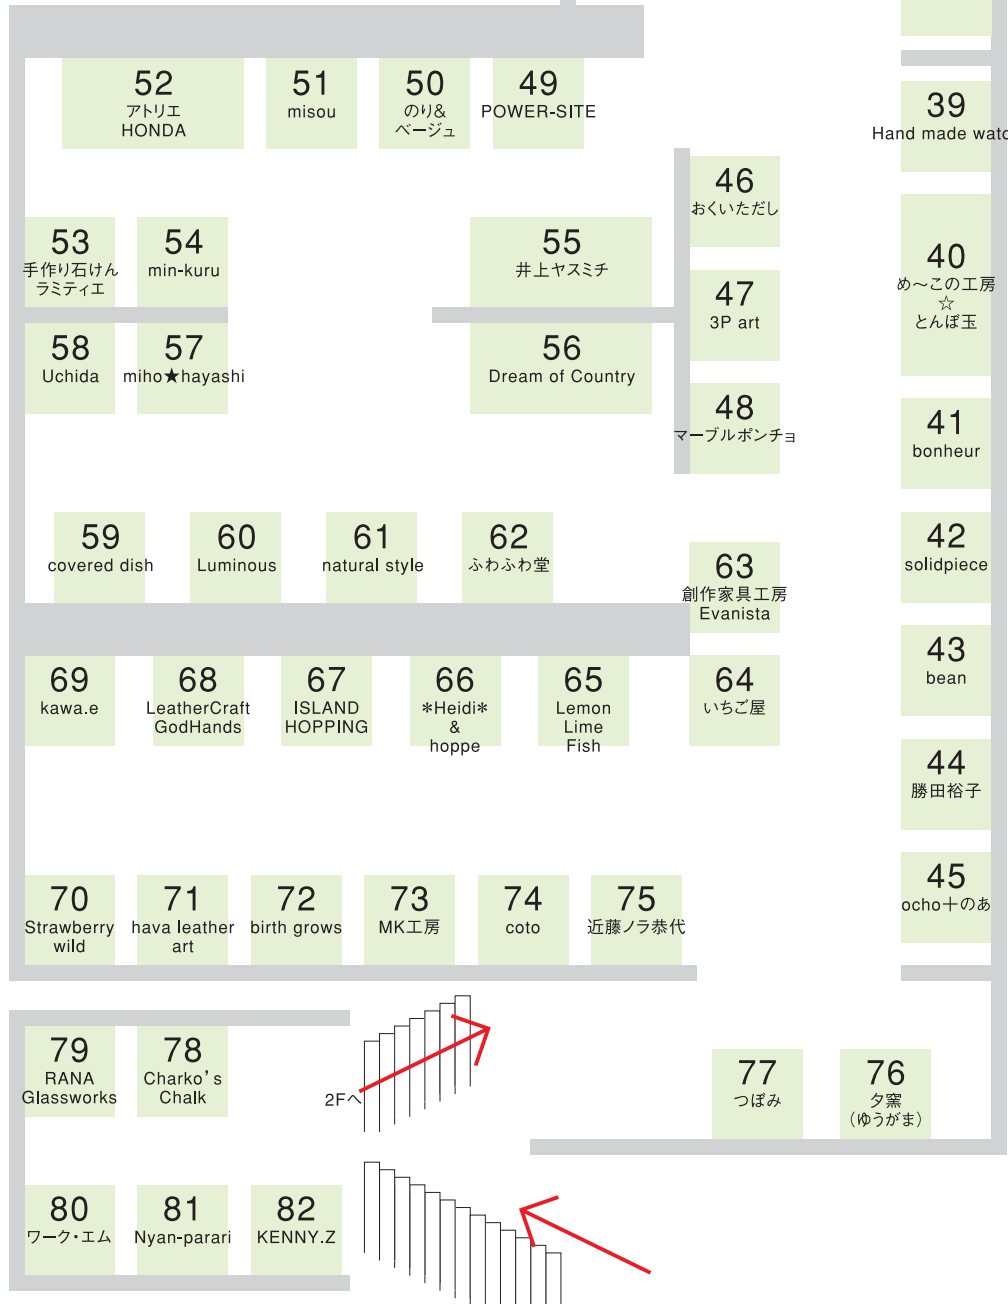 52
アトリエ
HONDA
51
misou
50
のり&
ベージュ
49
POWER-SITE
39
Hand made watc
46
おくいただし
53
手作り石けん
ラミティエ
54
min-kuru
55
井上ヤスミチ
40
め〜この工房
☆
とんぼ玉
47
3P art
58
Uchida
57
miho★hayashi
56
Dream of Country
48
マーブルポンチョ
41
bonheur
59
covered dish
60
Luminous
61
natural style
62
ふわふわ堂
42
solidpiece
63
創作家具工房
Evanista
69
kawa.e
68
LeatherCraft
GodHands
67
ISLAND
HOPPING
66
*Heidi*
&
hoppe
65
Lemon
Lime
Fish
64
いちご屋
43
bean
44
勝田裕子
70
Strawberry
wild
71
hava leather
art
72
birth grows
73
MK工房
74
coto
75
近藤ノラ恭代
45
ocho＋のあ
79
RANA
Glassworks
78
Charko's
Chalk
2Fへ
77
つぼみ
76
夕窯
(ゆうがま)
80
ワーク・エム
81
Nyan-parari
82
KENNY.Z